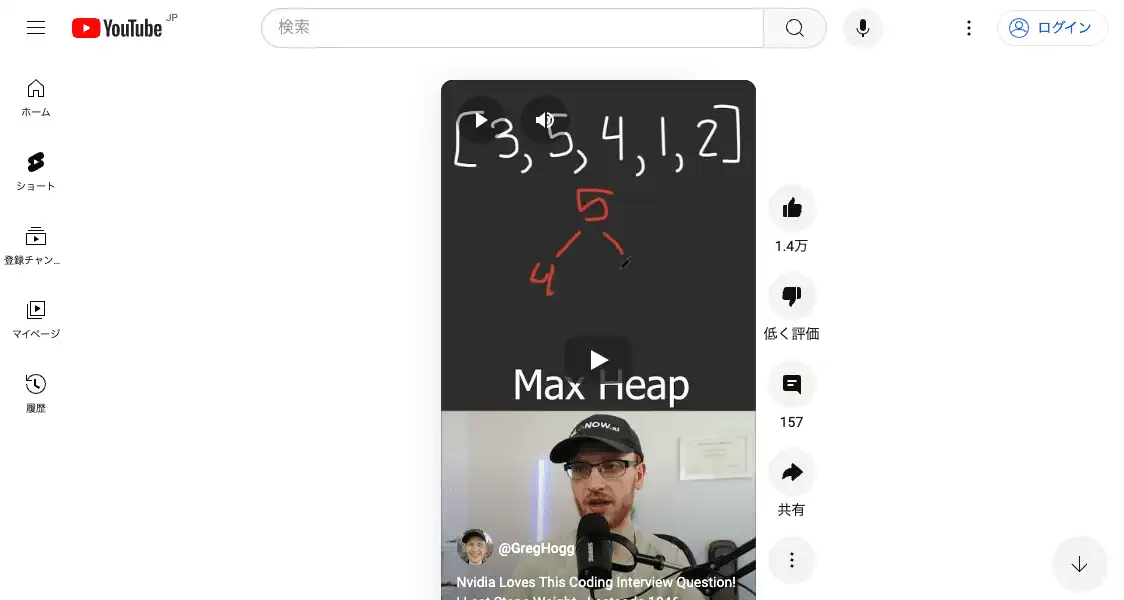 YouTube JP
検索
ログイン
ホーム
ショート
登録チャン...
マイページ
履歴
[3, 5, 4, 1, 2]
5
4
Max Heap
NOW.ai
@GregHogg
Nvidia Loves This Coding Interview Question!
1.4万
低く評価
157
共有